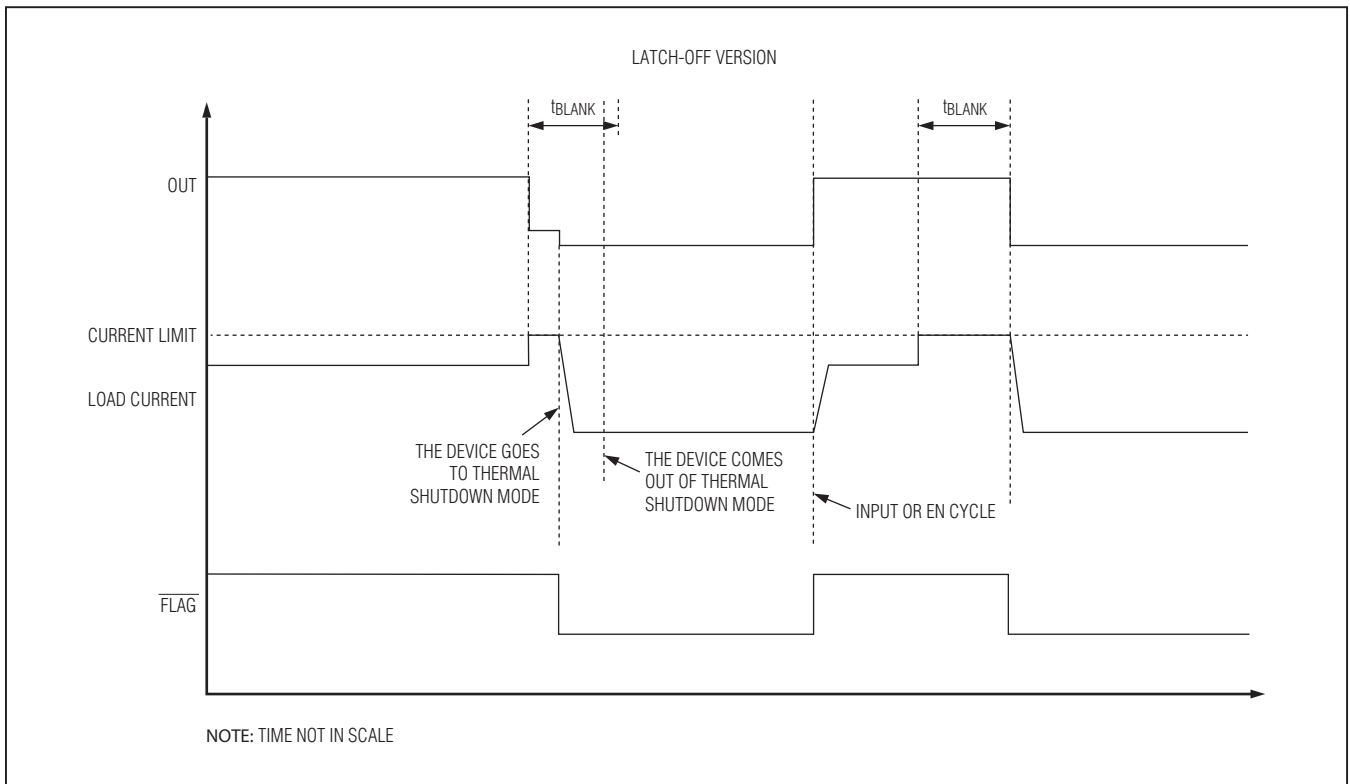 LATCH-OFF VERSION
tBLANK
tBLANK
OUT
CURRENT LIMIT
LOAD CURRENT
THE DEVICE GOES
TO THERMAL
SHUTDOWN MODE
THE DEVICE COMES
OUT OF THERMAL
SHUTDOWN MODE
INPUT OR EN CYCLE
FLAG
NOTE: TIME NOT IN SCALE